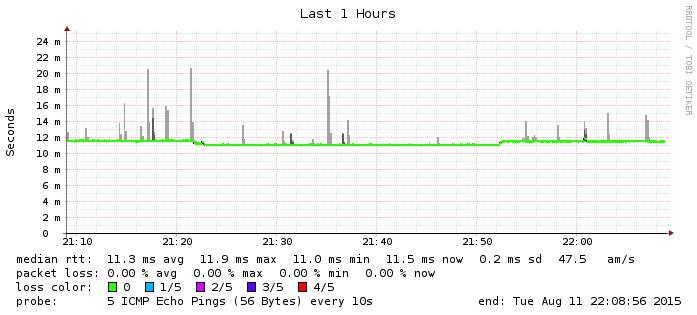 Last 1 Hours
RRDTOOL / TOBI OETIKER
Seconds
24 m
22 m
20 m
18 m
16 m
14 m
12 m
10 m
8 m
6 m
4 m
2 m
0
21:10 21:20 21:30 21:40 21:50 22:00
median rtt: 11.3 ms avg 11.9 ms max 11.0 ms min 11.5 ms now 0.2 ms sd 47.5 am/s
packet loss: 0.00 % avg 0.00 % max 0.00 % min 0.00 % now
loss color: 0 1/5 2/5 3/5 4/5
probe: 5 ICMP Echo Pings (56 Bytes) every 10s end: Tue Aug 11 22:08:56 2015